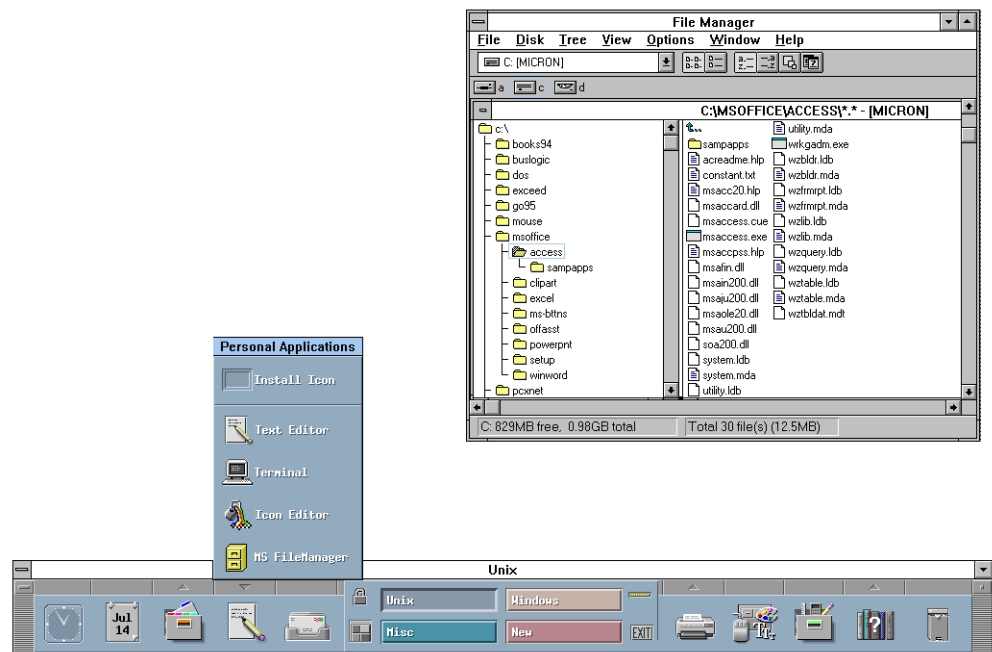 File Manager
File Disk Tree View Options Window Help
C: [MICRON]
a c d
C:\MSOFFICE\ACCESS\*.* - [MICRON]
c:\
books94
buslogic
dos
exceed
go95
mouse
msoffice
access
sampapps
clipart
excel
ms-bttns
offasst
powerpnt
setup
winword
pcxnet
sampapps
acreadme.hlp
constant.txt
msacc20.hlp
msaccard.dll
msaccess.cue
msaccess.exe
msaccpss.hlp
msafin.dll
msain200.dll
msaju200.dll
msaole20.dll
msau200.dll
soa200.dll
system.ldb
system.mda
utility.ldb
utility.mda
wrkgadm.exe
wzbldr.ldb
wzbldr.mda
wzfrmrpt.ldb
wzfrmrpt.mda
wzlib.ldb
wzlib.mda
wzquery.ldb
wzquery.mda
wztable.ldb
wztable.mda
wztbldat.mdt
C: 829MB free, 0.98GB total
Total 30 file(s) (12.5MB)
Personal Applications
Install Icon
Text Editor
Terminal
Icon Editor
MS FileManager
Unix
Jul
14
Unix
Windows
Misc
New
EXIT